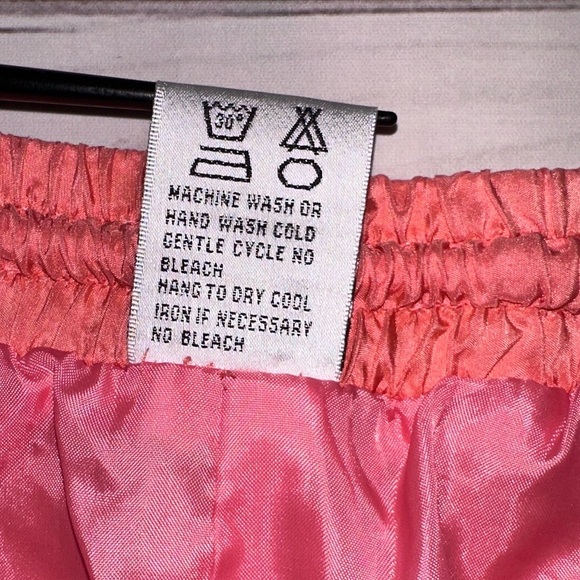 30°
MACHINE WASH OR
HAND WASH COLD
GENTLE CYCLE NO
BLEACH
HANG TO DRY COOL
IRON IF NECESSARY
NO BLEACH